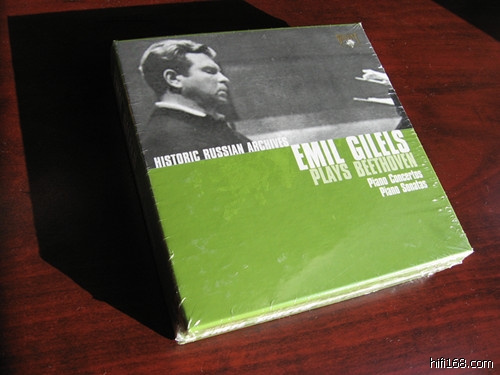 HISTORIC RUSSIAN ARCHIVES
EMIL GILELS
PLAYS BEETHOVEN
Piano Concertos
Piano Sonatas
hifi168.com